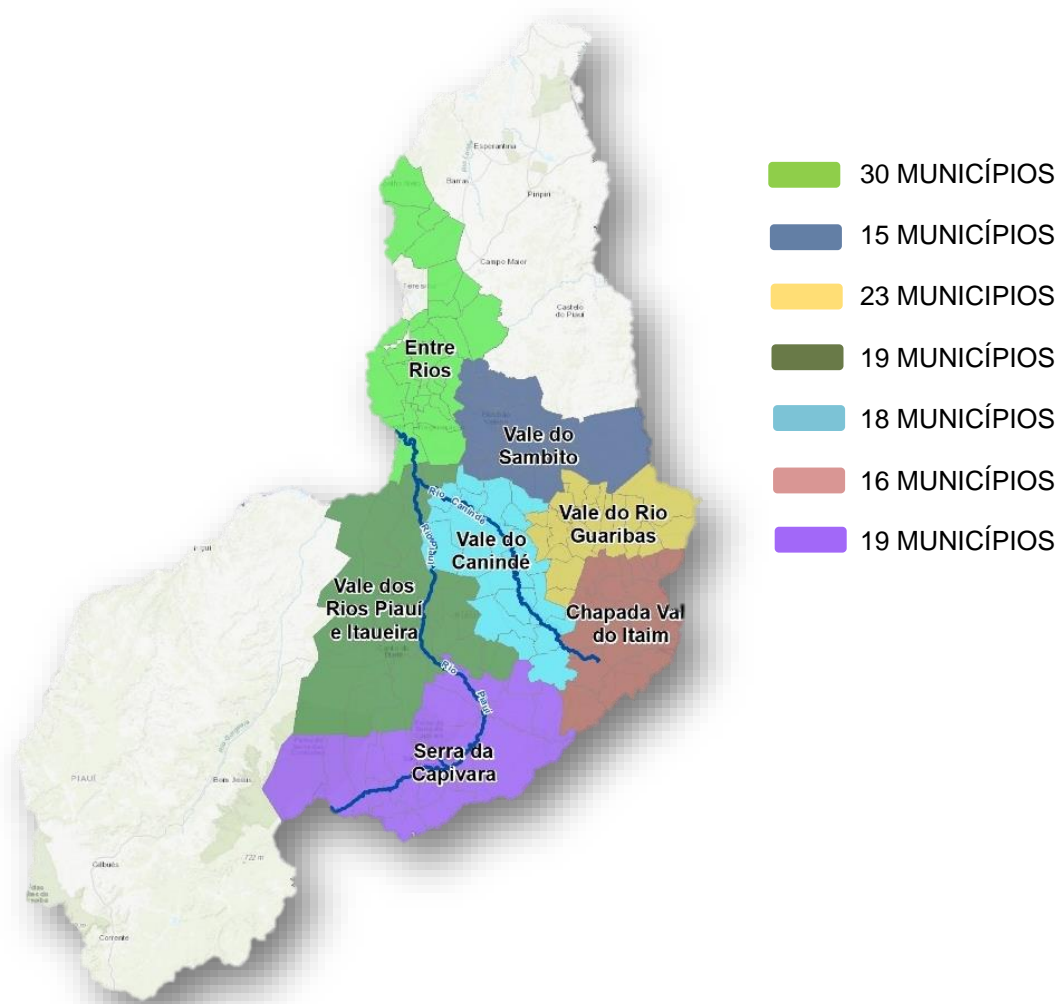 Esperantina
Barras
Piripiri
Campo Maior
Castelo
do Piauí
Entre
Rios
Vale do
Sambito
Rio Canindé
Vale do Rio
Guaribas
Vale do
Canindé
Rio Piauí
Vale dos
Rios Piauí
e Itaueira
Chapada Val
do Itaim
Rio
Piauí
Serra da
Capivara
PIAUÍ
Bom Jesus
722 m
Gilbués
Corrente
30 MUNICÍPIOS
15 MUNICÍPIOS
23 MUNICIPIOS
19 MUNICÍPIOS
18 MUNICÍPIOS
16 MUNICÍPIOS
19 MUNICÍPIOS